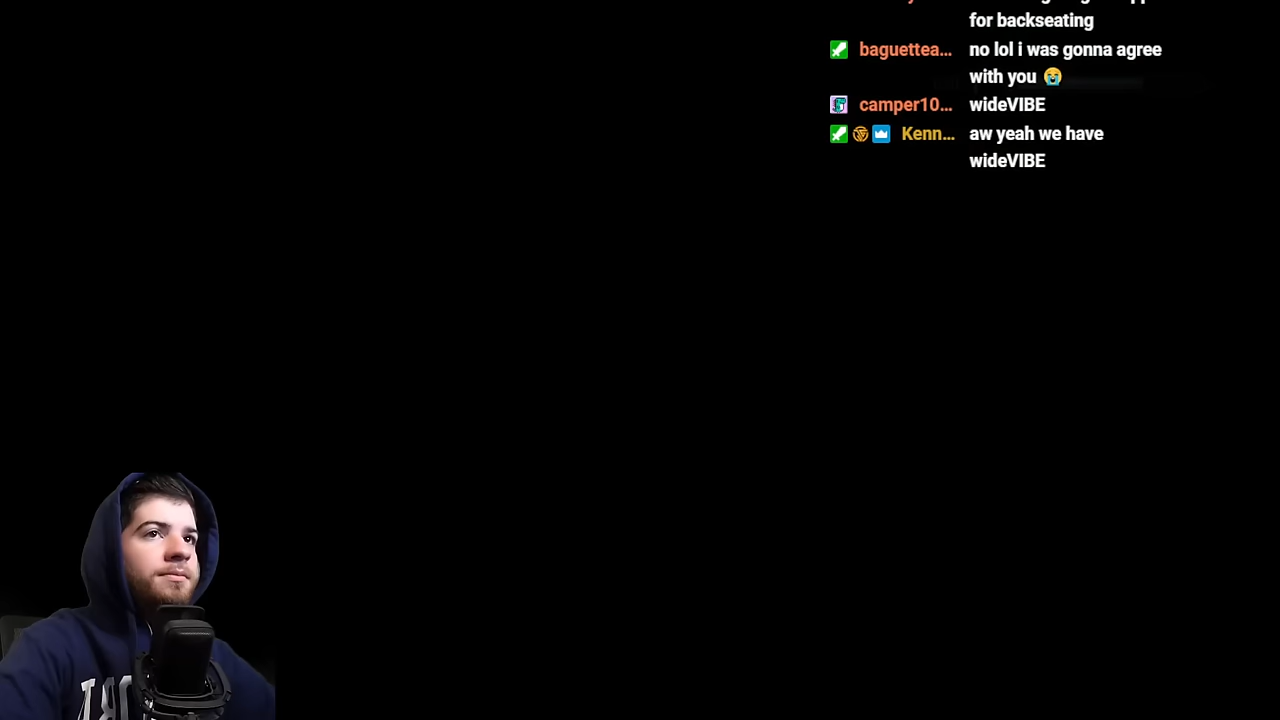 for backseating
baguettea... no lol i was gonna agree
with you 😭
camper10... wideVIBE
Kenn... aw yeah we have
wideVIBE